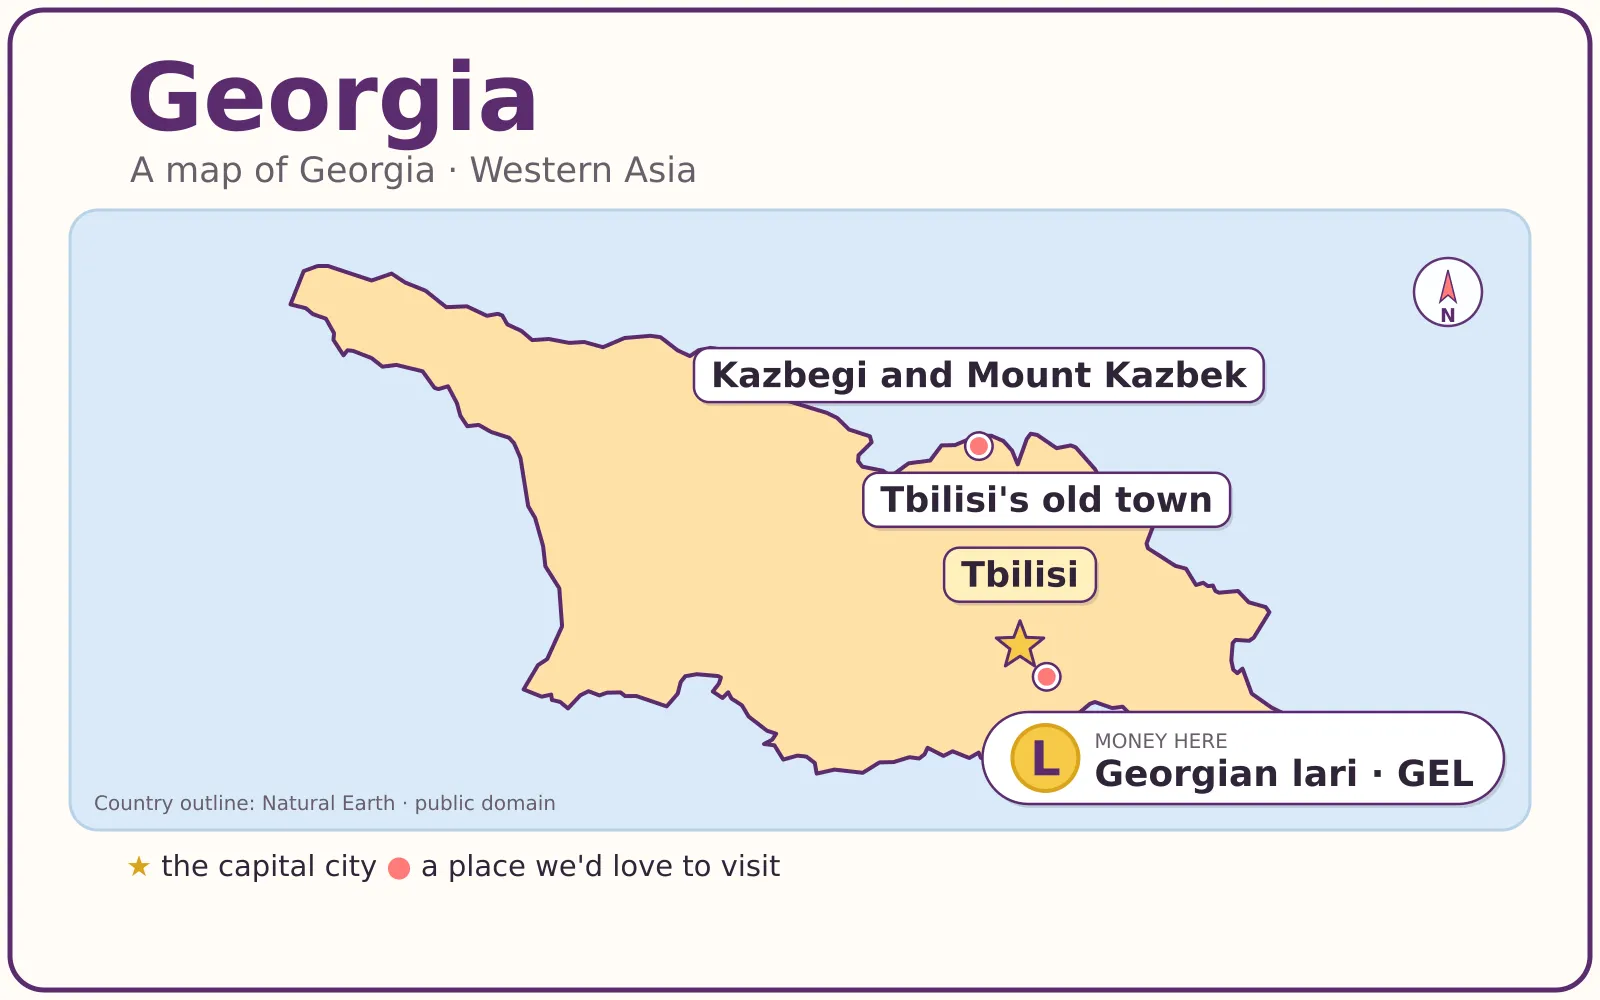 Georgia
A map of Georgia · Western Asia
N
Kazbegi and Mount Kazbek
Tbilisi's old town
Tbilisi
L
MONEY HERE
Georgian lari · GEL
Country outline: Natural Earth · public domain
★ the capital city ● a place we'd love to visit